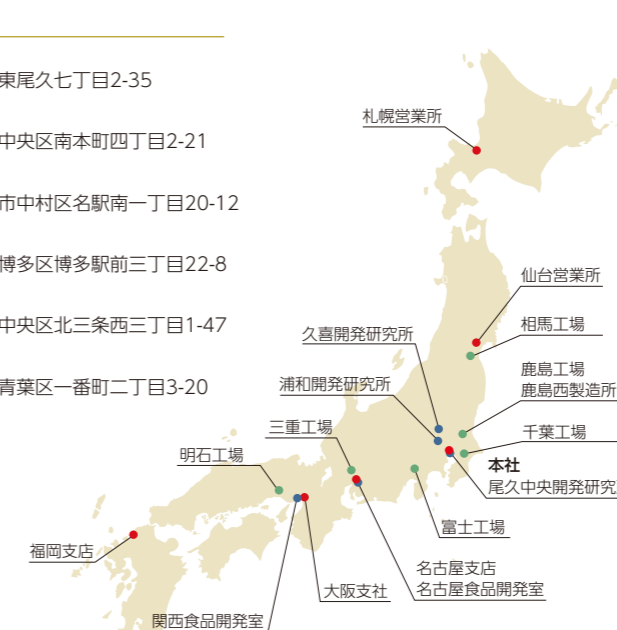 東尾久七丁目2-35
中央区南本町四丁目2-21
市中村区名駅南一丁目20-12
博多区博多駅前三丁目22-8
中央区北三条西三丁目1-47
青葉区一番町二丁目3-20
札幌営業所
仙台営業所
相馬工場
久喜開発研究所
鹿島工場
鹿島西製造所
浦和開発研究所
三重工場
千葉工場
明石工場
本社
尾久中央開発研究
富士工場
福岡支店
名古屋支店
名古屋食品開発室
大阪支社
関西食品開発室